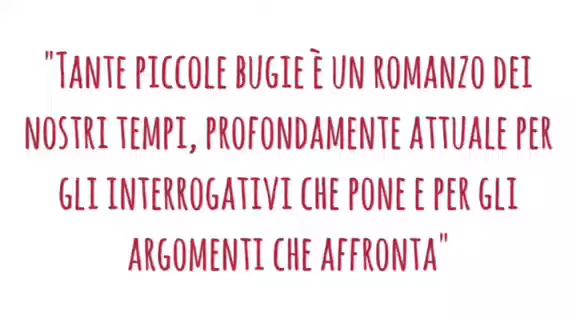 "Tante piccole bugie è un romanzo dei
nostri tempi, profondamente attuale per
gli interrogativi che pone e per gli
argomenti che affronta"